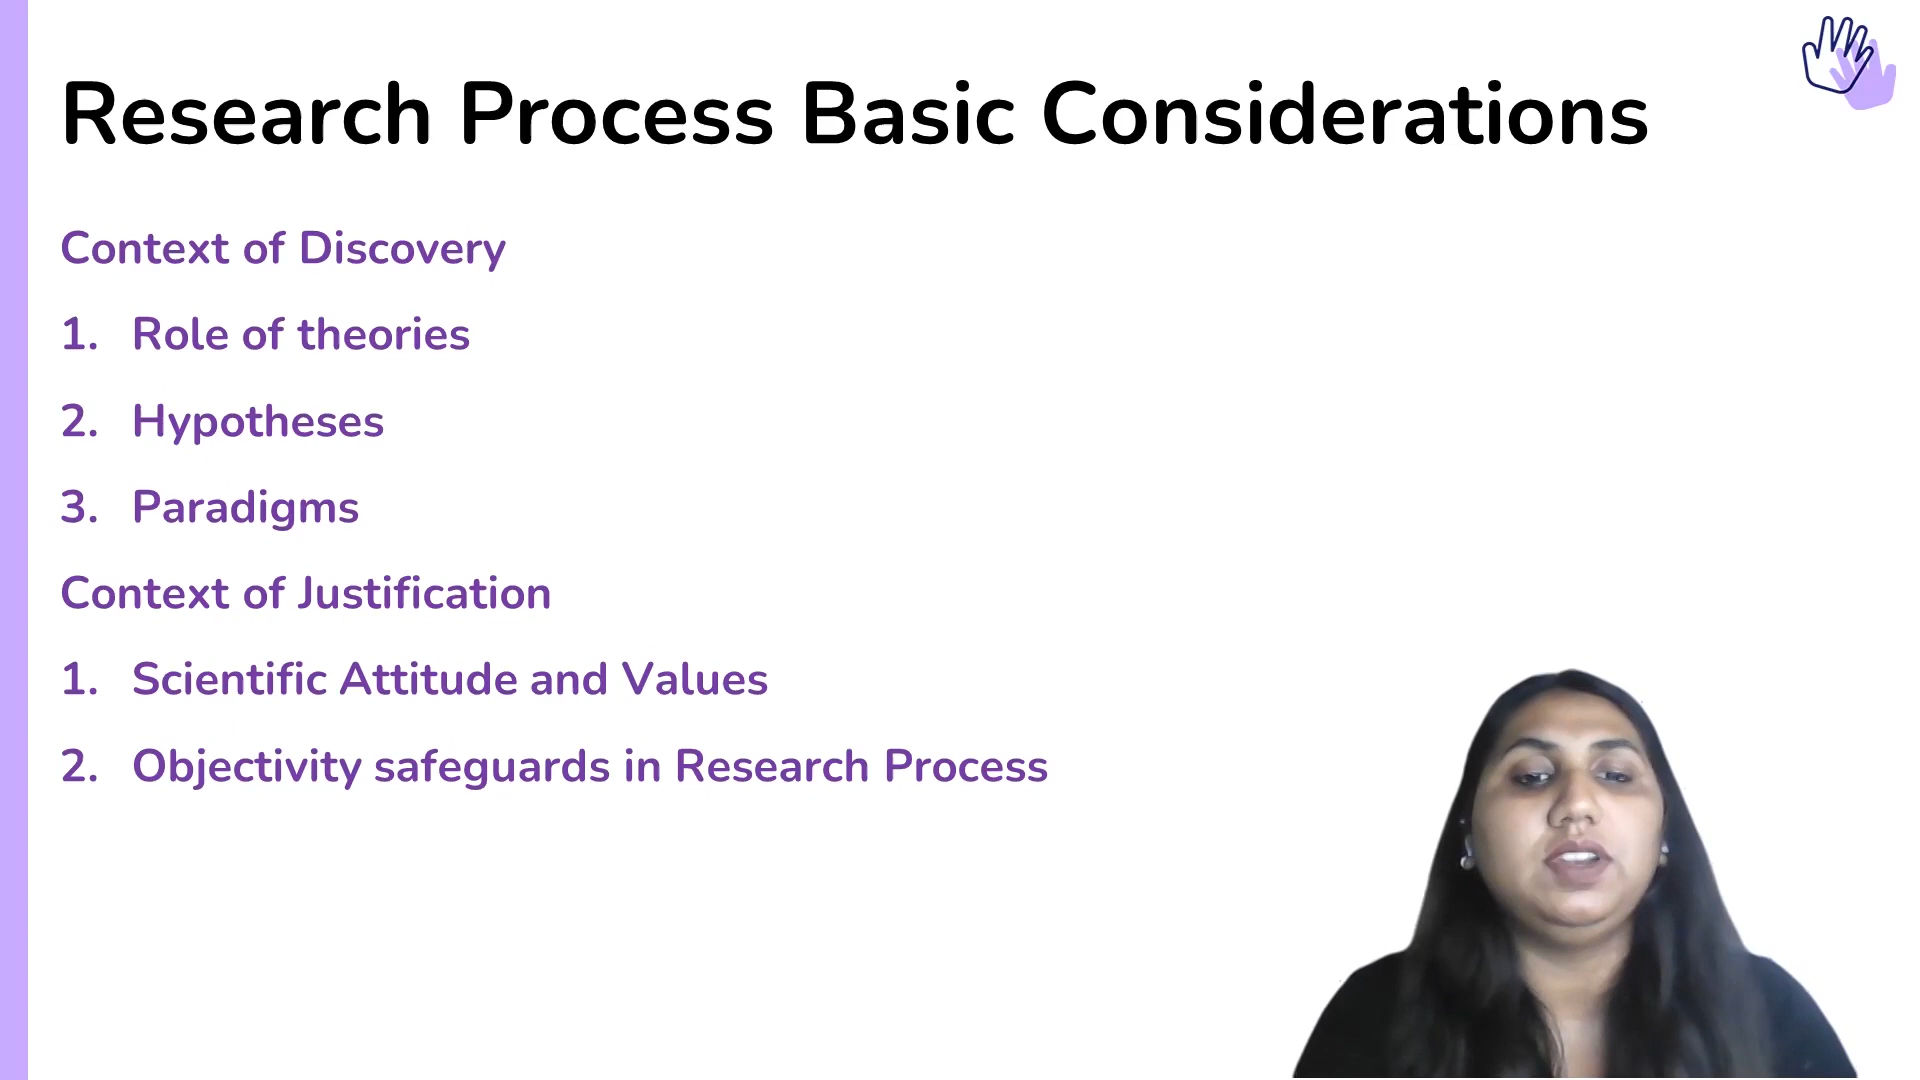 Research Process Basic Considerations
Context of Discovery
1. Role of theories
2. Hypotheses
3. Paradigms
Context of Justification
1. Scientific Attitude and Values
2. Objectivity safeguards in Research Process